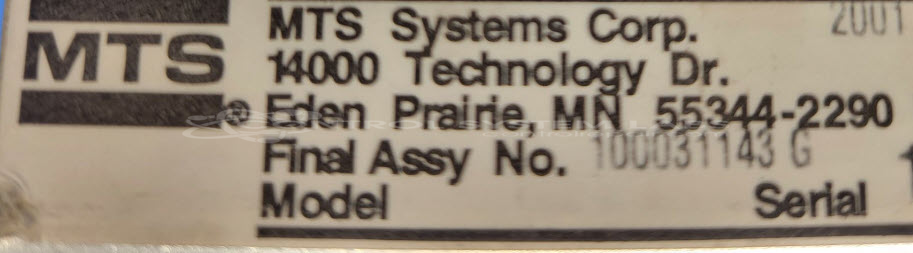 MTS
MTS Systems Corp. 2001
14000 Technology Dr.
® Eden Prairie, MN 55344-2290
Final Assy No. 100031143 G
Model Serial